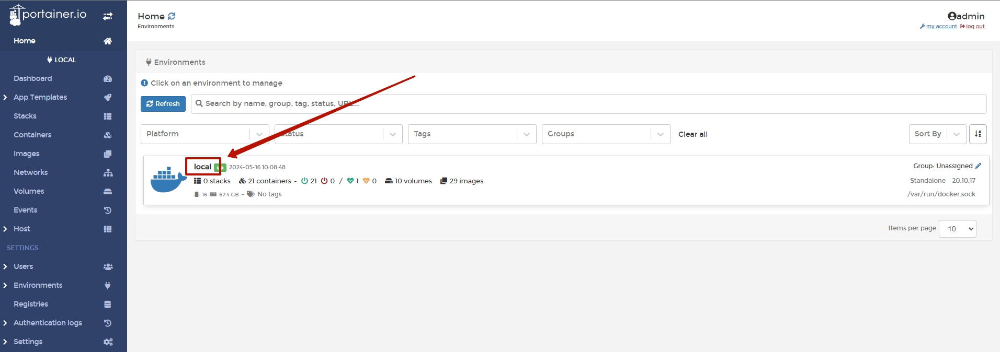 portainer.io
Home
LOCAL
Dashboard
App Templates
Stacks
Containers
Images
Networks
Volumes
Events
Host
SETTINGS
Users
Environments
Registries
Authentication logs
Settings
Home
Environments
admin
my account log out
Environments
Click on an environment to manage
Refresh Search by name, group, tag, status, URL...
Platform Status Tags Groups Clear all Sort By
local up 2024-05-16 10:08:48 Group: Unassigned
0 stacks 21 containers - 21 0 / 1 0 10 volumes 29 images Standalone 20.10.17
16 67.4 GB - No tags /var/run/docker.sock
Items per page 10